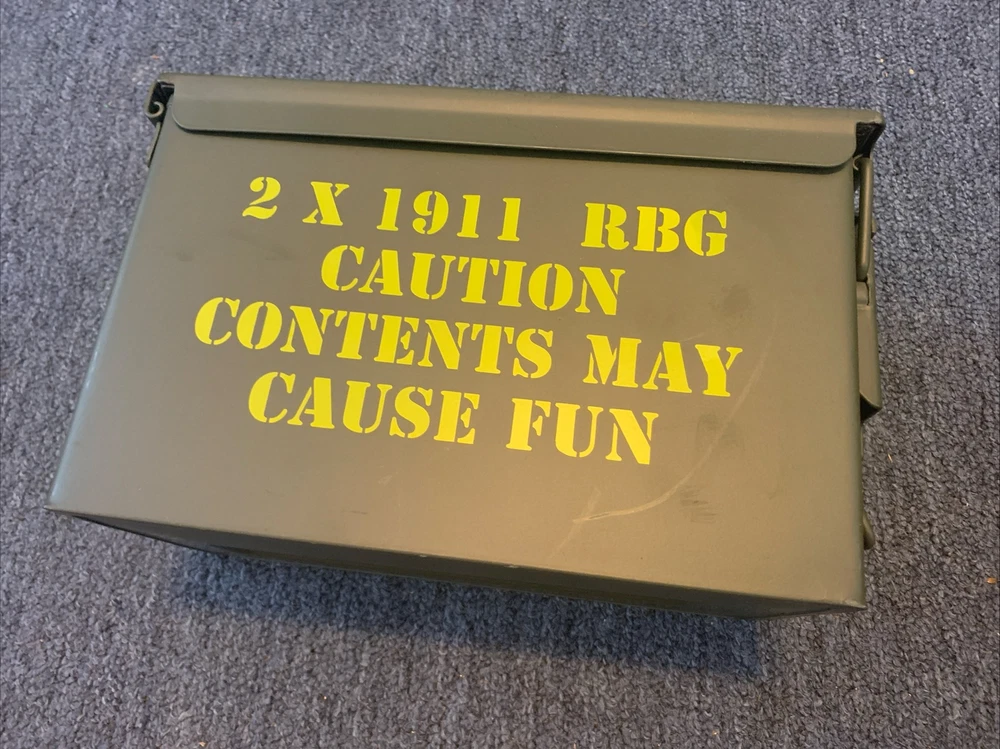 2 X 1911 RBG
CAUTION
CONTENTS MAY
CAUSE FUN